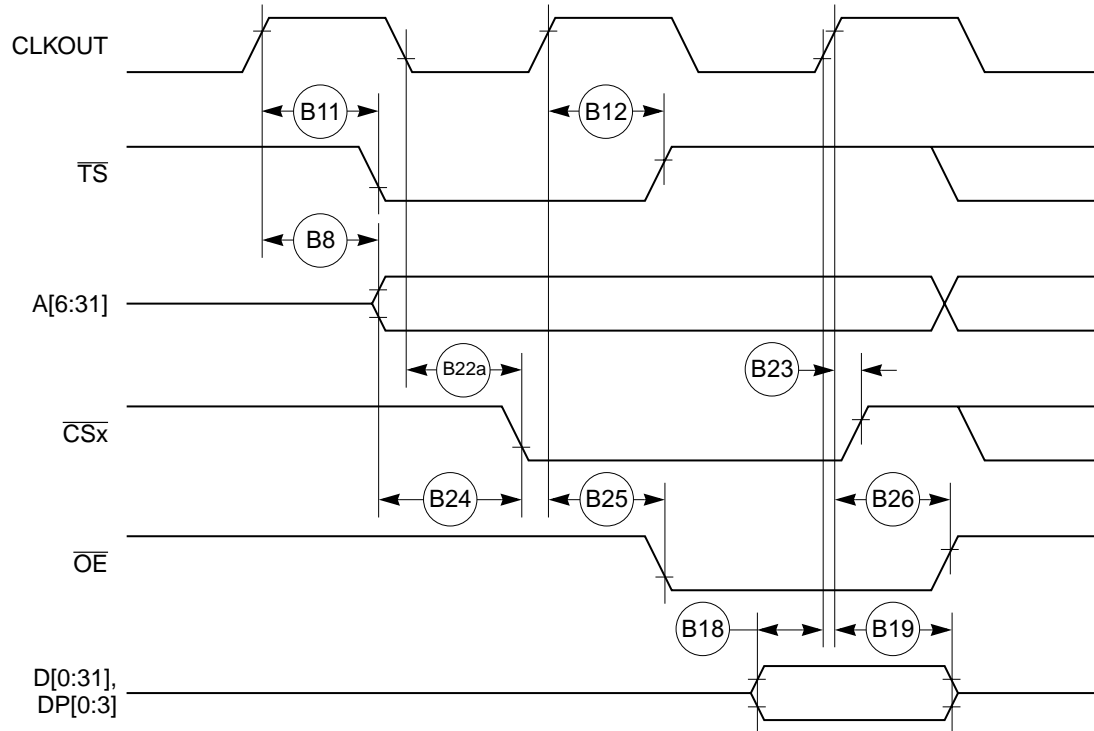 CLKOUT
B11
B12
TS
B8
A[6:31]
B22a
B23
CSx
B24
B25
B26
OE
B18
B19
D[0:31],
DP[0:3]